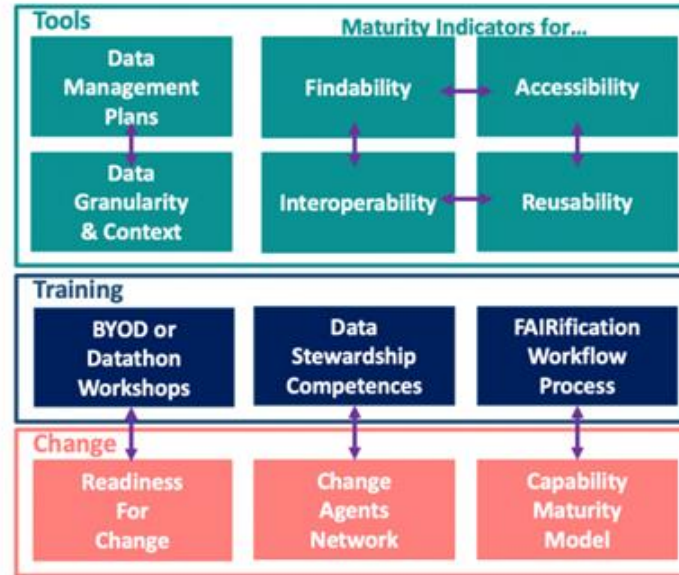 Tools
Maturity Indicators for...
Data
Management
Plans
Findability
Accessibility
Data
Granularity
& Context
Interoperability
Reusability
Training
BYOD or
Datathon
Workshops
Data
Stewardship
Competences
FAIRification
Workflow
Process
Change
Readiness
For
Change
Change
Agents
Network
Capability
Maturity
Model